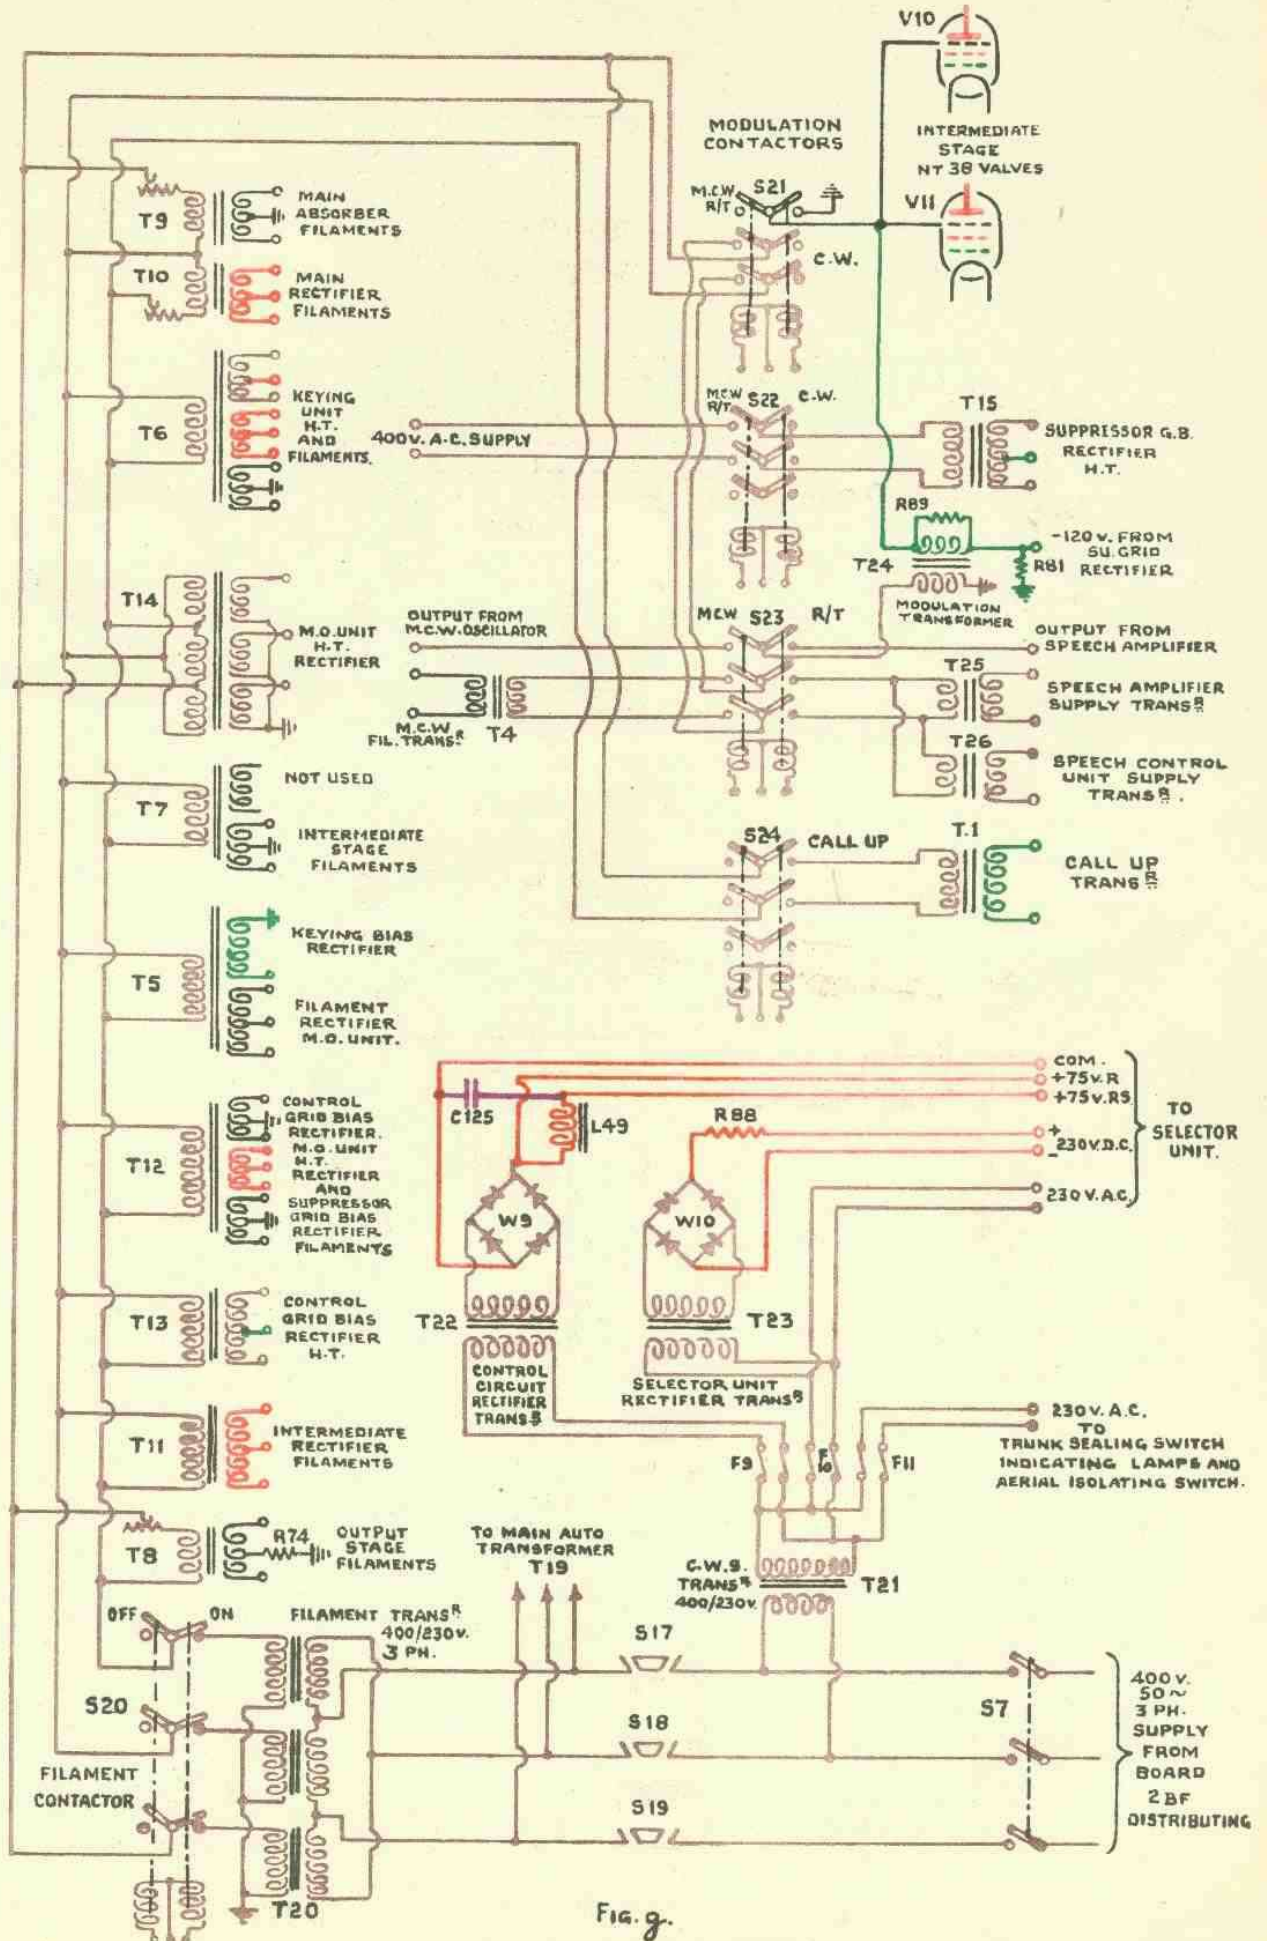 V10
INTERMEDIATE
STAGE
NT 38 VALVES
V11
MODULATION
CONTACTORS
M.C.W
R/T
S21
C.W.
T9
MAIN
ABSORBER
FILAMENTS
T10
MAIN
RECTIFIER
FILAMENTS
T6
KEYING
UNIT
H.T.
AND
FILAMENTS.
400V. A.C. SUPPLY
M.C.W
R/T
S22
C.W.
T15
SUPPRESSOR G.B.
RECTIFIER
H.T.
R89
T24
-120 V. FROM
SU. GRID
RECTIFIER
R81
MODULATION
TRANSFORMER
T14
M.O. UNIT
H.T.
RECTIFIER
OUTPUT FROM
M.C.W. OSCILLATOR
MCW
S23
R/T
OUTPUT FROM
SPEECH AMPLIFIER
M.C.W
FIL. TRANSR.
T4
T25
SPEECH AMPLIFIER
SUPPLY TRANSR
T26
SPEECH CONTROL
UNIT SUPPLY
TRANSR.
T7
NOT USED
INTERMEDIATE
STAGE
FILAMENTS
S24
CALL UP
T.1
CALL UP
TRANSR
T5
KEYING BIAS
RECTIFIER
FILAMENT
RECTIFIER
M.O. UNIT.
T12
CONTROL
GRID BIAS
RECTIFIER.
M.O. UNIT
H.T.
RECTIFIER
AND
SUPPRESSOR
GRID BIAS
RECTIFIER
FILAMENTS
C125
L49
R88
COM.
+75V. R
+75V. RS
+
- 230V. D.C.
230V. A.C.
TO
SELECTOR
UNIT.
W9
W10
T13
CONTROL
GRID BIAS
RECTIFIER
H.T.
T22
CONTROL
CIRCUIT
RECTIFIER
TRANSR
T23
SELECTOR UNIT
RECTIFIER TRANSR
T11
INTERMEDIATE
RECTIFIER
FILAMENTS
F9
F10
F11
230V. A.C.
TO
TRUNK SEALING SWITCH
INDICATING LAMPS AND
AERIAL ISOLATING SWITCH.
T8
R74
OUTPUT
STAGE
FILAMENTS
TO MAIN AUTO
TRANSFORMER
T19
C.W.S.
TRANSR
400/230V.
T21
OFF
ON
FILAMENT TRANSR
400/230V.
3 PH.
S20
FILAMENT
CONTACTOR
T20
S17
S18
S19
S7
400 V.
50 ~
3 PH.
SUPPLY
FROM
BOARD
2 BF
DISTRIBUTING
FIG. g.